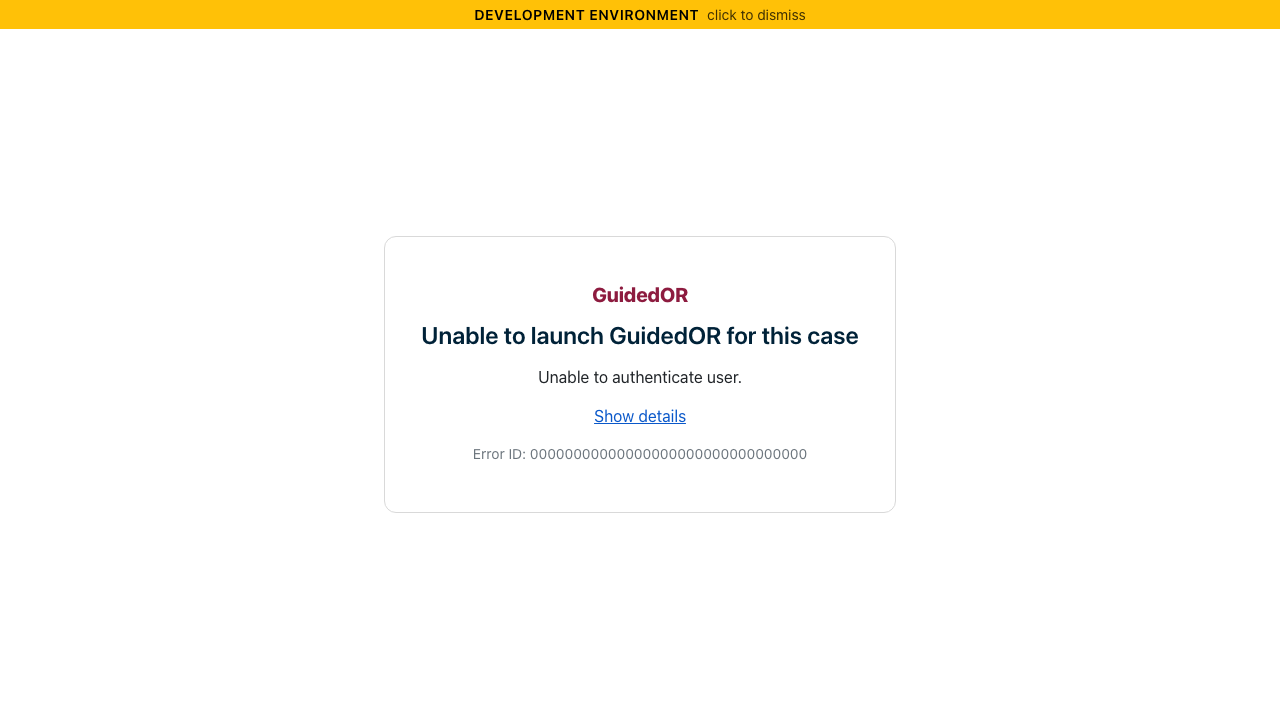 DEVELOPMENT ENVIRONMENT click to dismiss
GuidedOR
Unable to launch GuidedOR for this case
Unable to authenticate user.
Show details
Error ID: 00000000000000000000000000000000